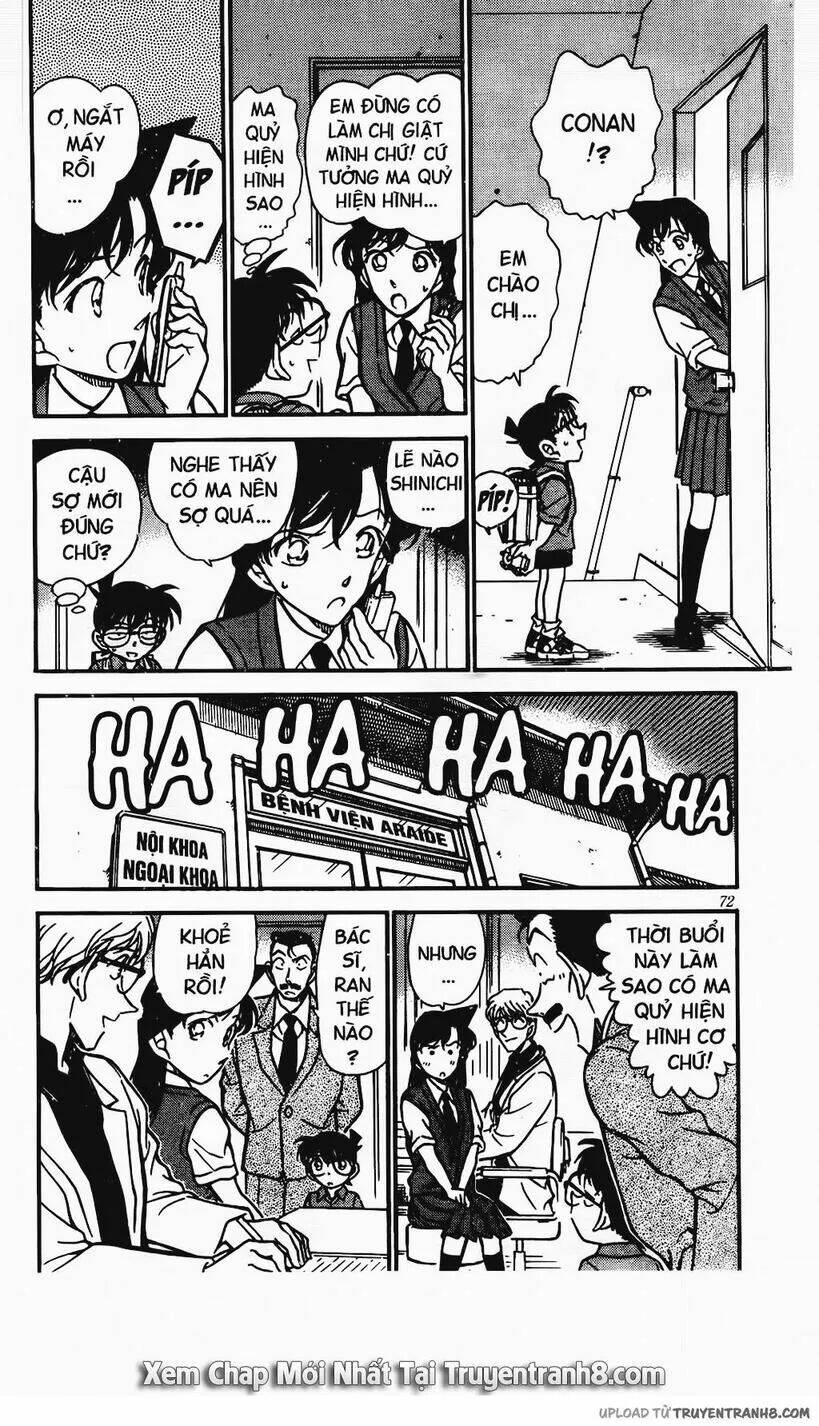 CONAN
!?
EM
CHÀO
CHỊ...
PÍP!
EM ĐỪNG CÓ
LÀM CHỊ GIẬT
MÌNH CHỨ! CỨ
TƯỞNG MA QUỶ
HIỆN HÌNH...
MA
QUỶ
HIỆN
HÌNH
SAO
...
PÍP
...
Ơ, NGẮT
MÁY
RỒI
...
LẼ NÀO
SHINICHI
...
NGHE THẤY
CÓ MA NÊN
SỢ QUÁ...
CẬU
SỢ MỚI
ĐÚNG
CHỨ?
HA HA HA HA HA
BỆNH VIỆN ARAIDE
NỘI KHOA
NGOẠI KHOA
72
THỜI BUỔI
NÀY LÀM
SAO CÓ MA
QUỶ HIỆN
HÌNH CƠ
CHỨ!
NHƯNG
...
BÁC
SĨ,
RAN
THẾ
NÀO
?
KHOẺ
HẲN
RỒI!
Xem Chap Mới Nhất Tại Truyentranh8.com
UPLOAD TỪ TRUYENTRANH8.COM